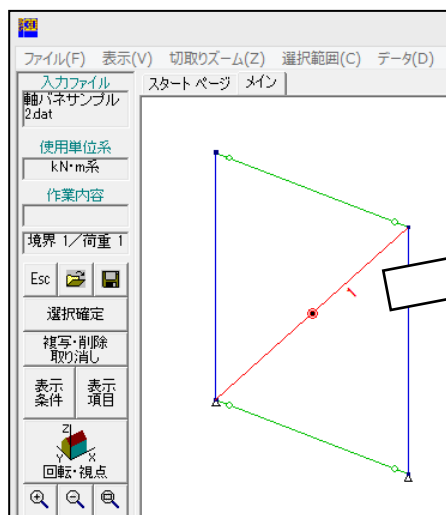 ファイル(F) 表示(V) 切取りズーム(Z) 選択範囲(C) データ(D)
入力ファイル
軸バネサンプル
2.dat
使用単位系
kN・m系
作業内容
境界 1／荷重 1
Esc
選択確定
複写・削除
取り消し
表示
条件
表示
項目
Z
Y
X
回転・視点
スタート ページ メイン
1